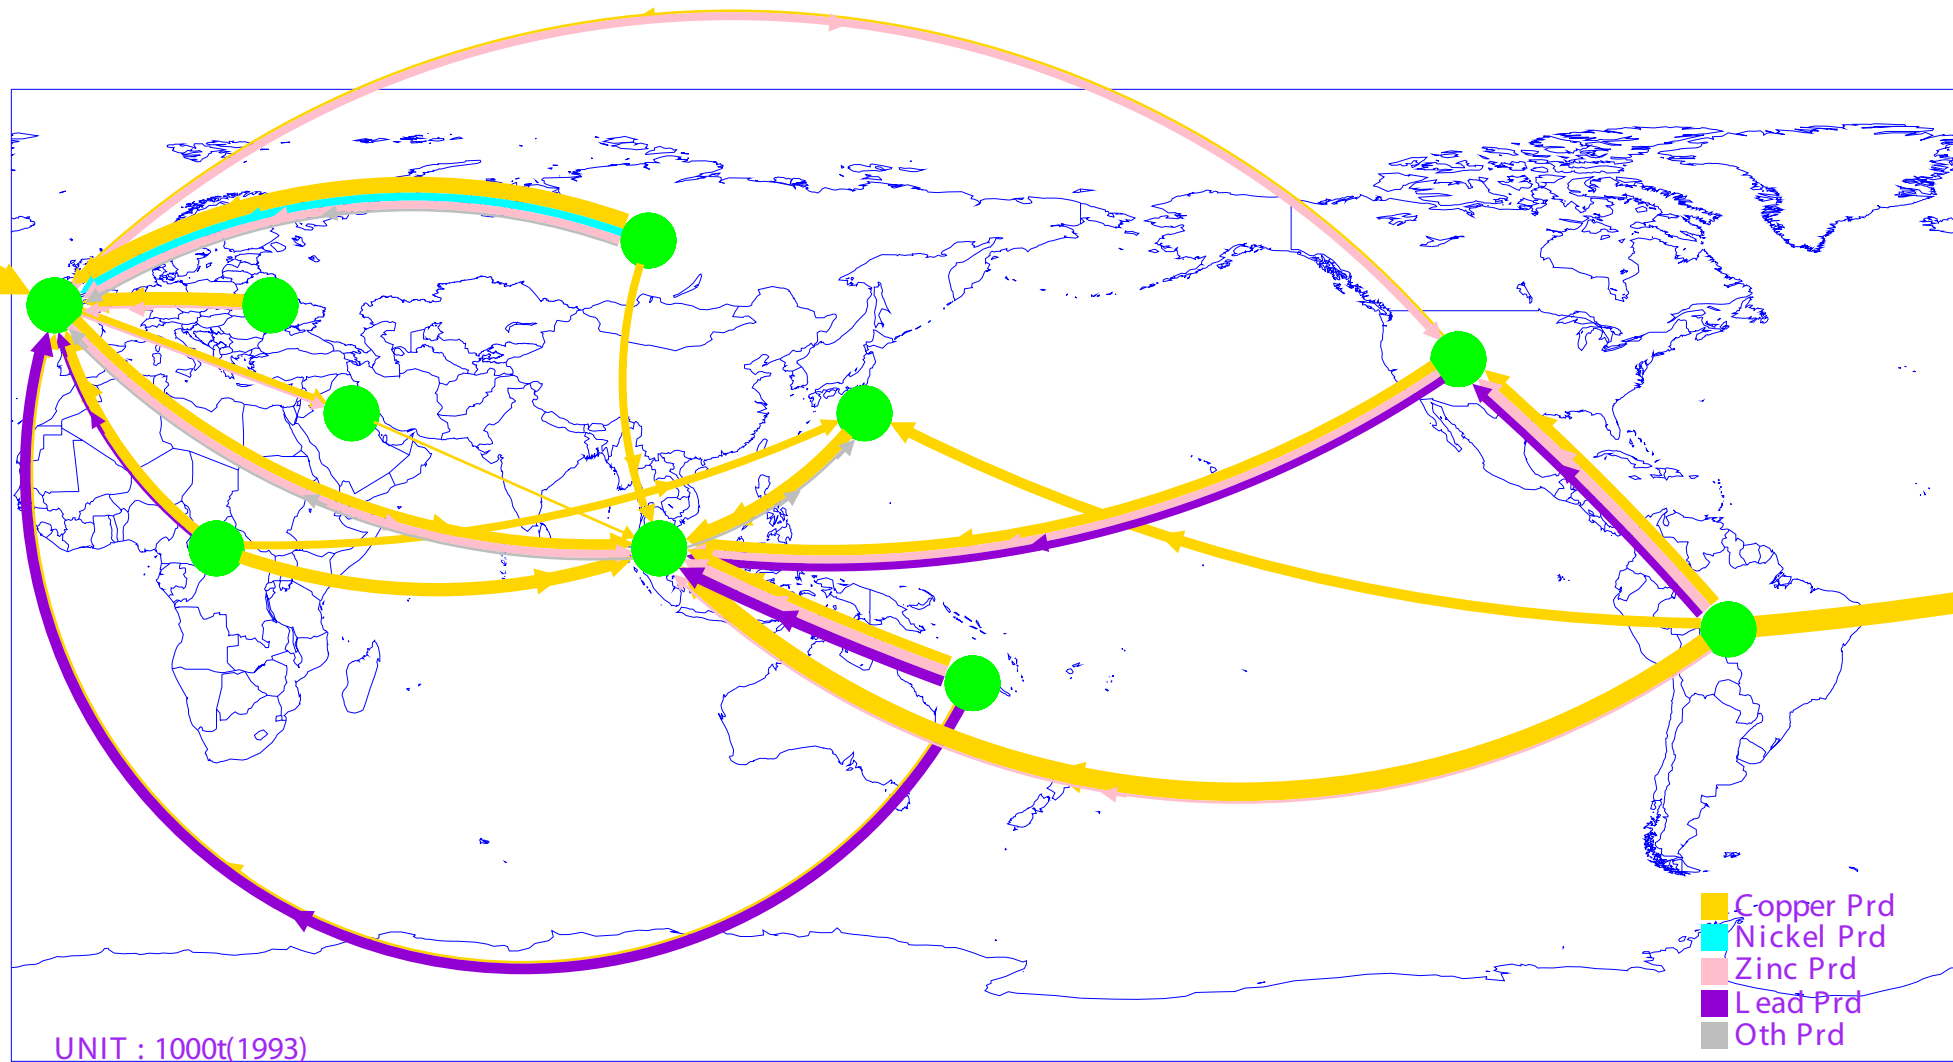 Copper Prd
Nickel Prd
Zinc Prd
Lead Prd
Oth Prd
UNIT : 1000t(1993)